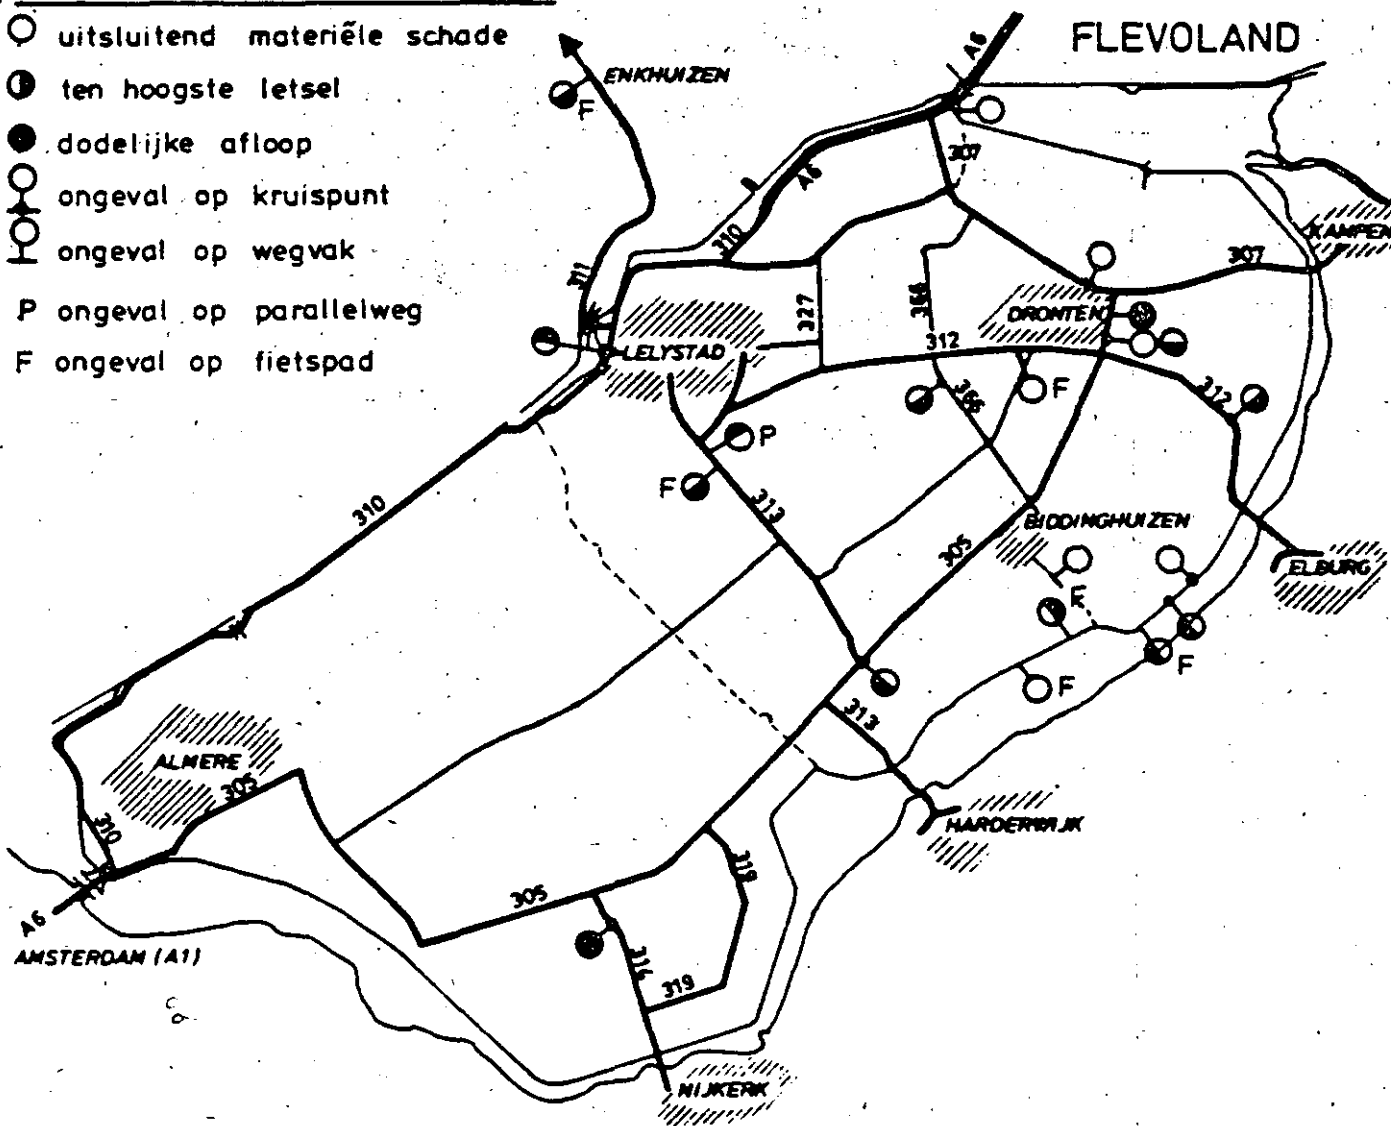 FLEVOLAND
uitsluitend materiële schade
ten hoogste letsel
dodelijke afloop
ongeval op kruispunt
ongeval op wegvak
P ongeval op parallelweg
F ongeval op fietspad
A6
ENKHUIZEN
F
307
A6
310
KAMPEN
307
311
366
327
DRONTEN
312
LELYSTAD
F
366
312
P
F
313
310
BIDDINGHUIZEN
305
ELBURG
F
F
F
313
ALMERE
305
310
HARDERWIJK
319
305
A6
AMSTERDAM (A1)
314
319
NIJKERK